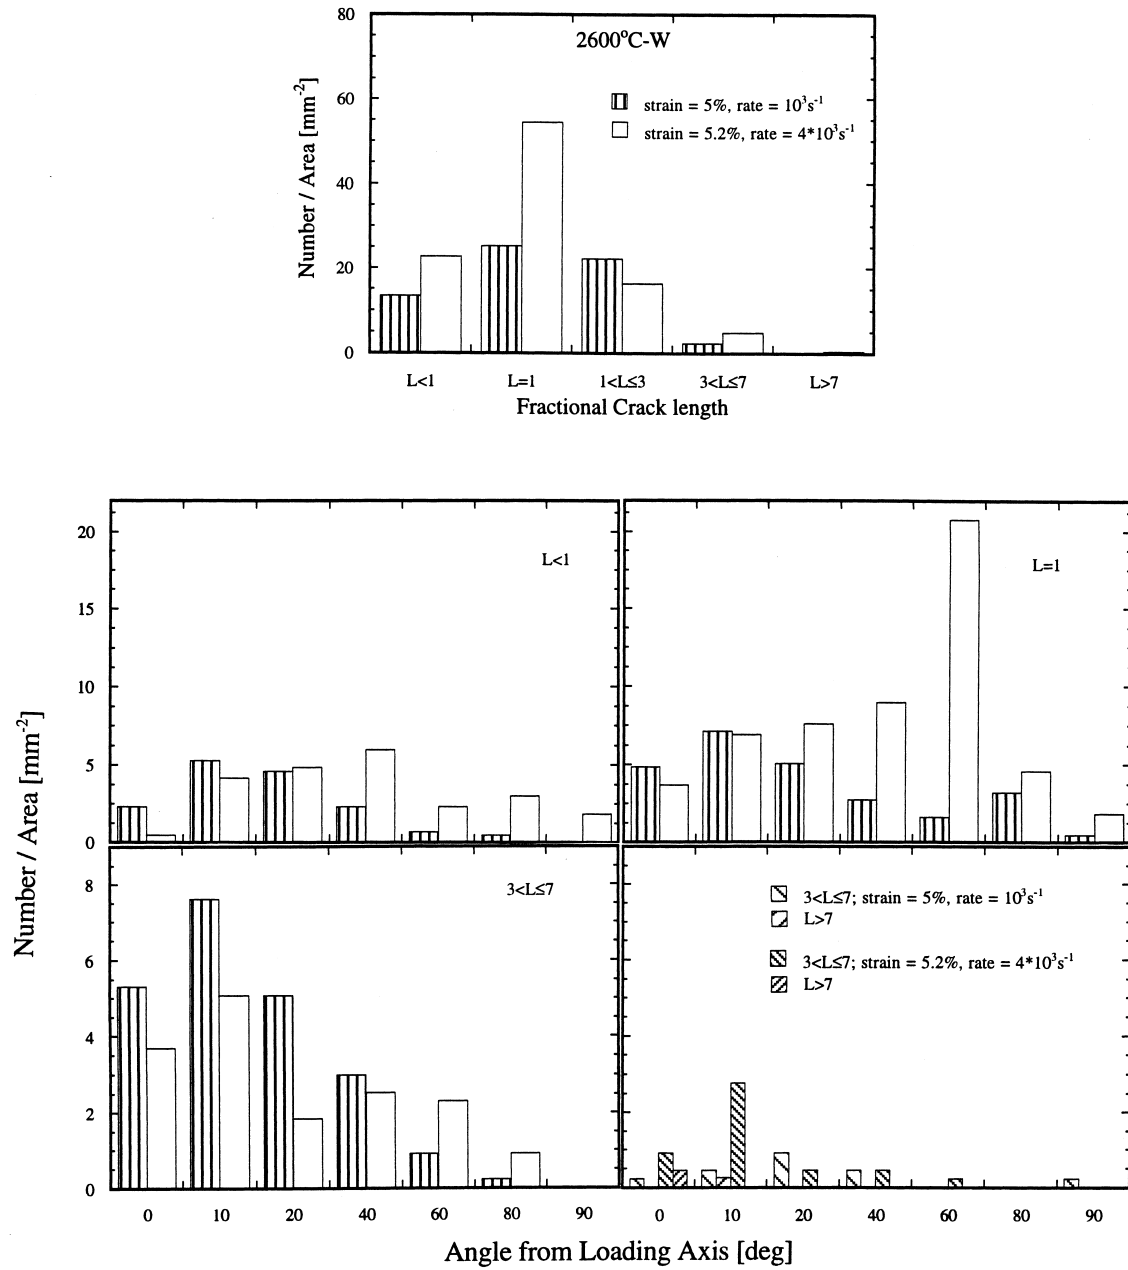 80
2600°C-W
60
strain = 5%, rate = 10³s⁻¹
strain = 5.2%, rate = 4*10³s⁻¹
40
20
0
Number / Area [mm⁻²]
L<1 L=1 1<L≤3 3<L≤7 L>7
Fractional Crack length
20
L<1
L=1
15
10
5
0
3<L≤7
8
6
4
2
0
3<L≤7; strain = 5%, rate = 10³s⁻¹
L>7
3<L≤7; strain = 5.2%, rate = 4*10³s⁻¹
L>7
Number / Area [mm⁻²]
0 10 20 40 60 80 90 0 10 20 40 60 80 90
Angle from Loading Axis [deg]